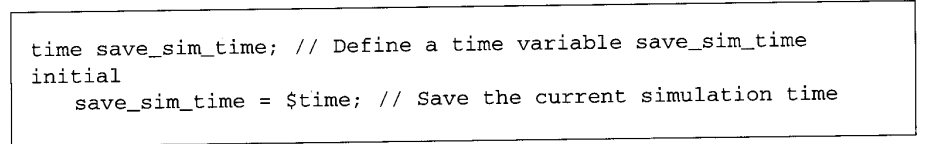 time save_sim_time; // Define a time variable save_sim_time
initial
save_sim_time = $time; // Save the current simulation time